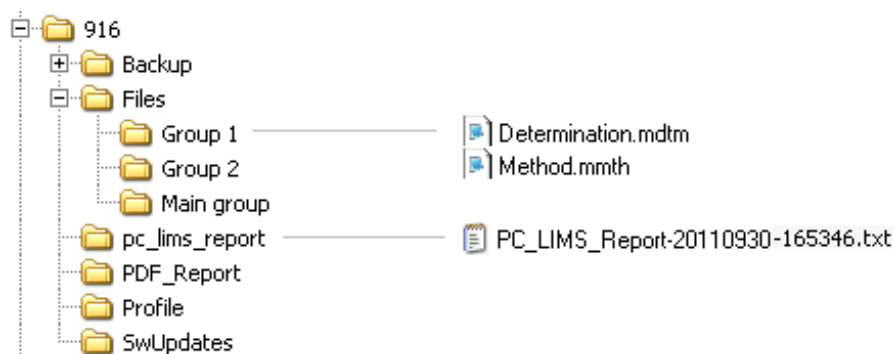 916
Backup
Files
Group 1 Determination.mdtm
Group 2 Method.mmth
Main group
pc_lims_report PC_LIMS_Report-20110930-165346.txt
PDF_Report
Profile
SwUpdates